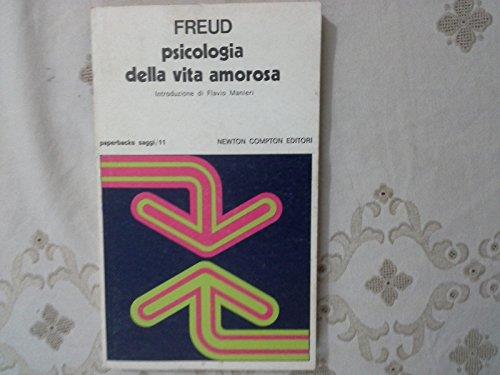 FREUD
psicologia
della vita amorosa
Introduzione di Flavio Manieri
paperbacks saggi/11 NEWTON COMPTON EDITORI